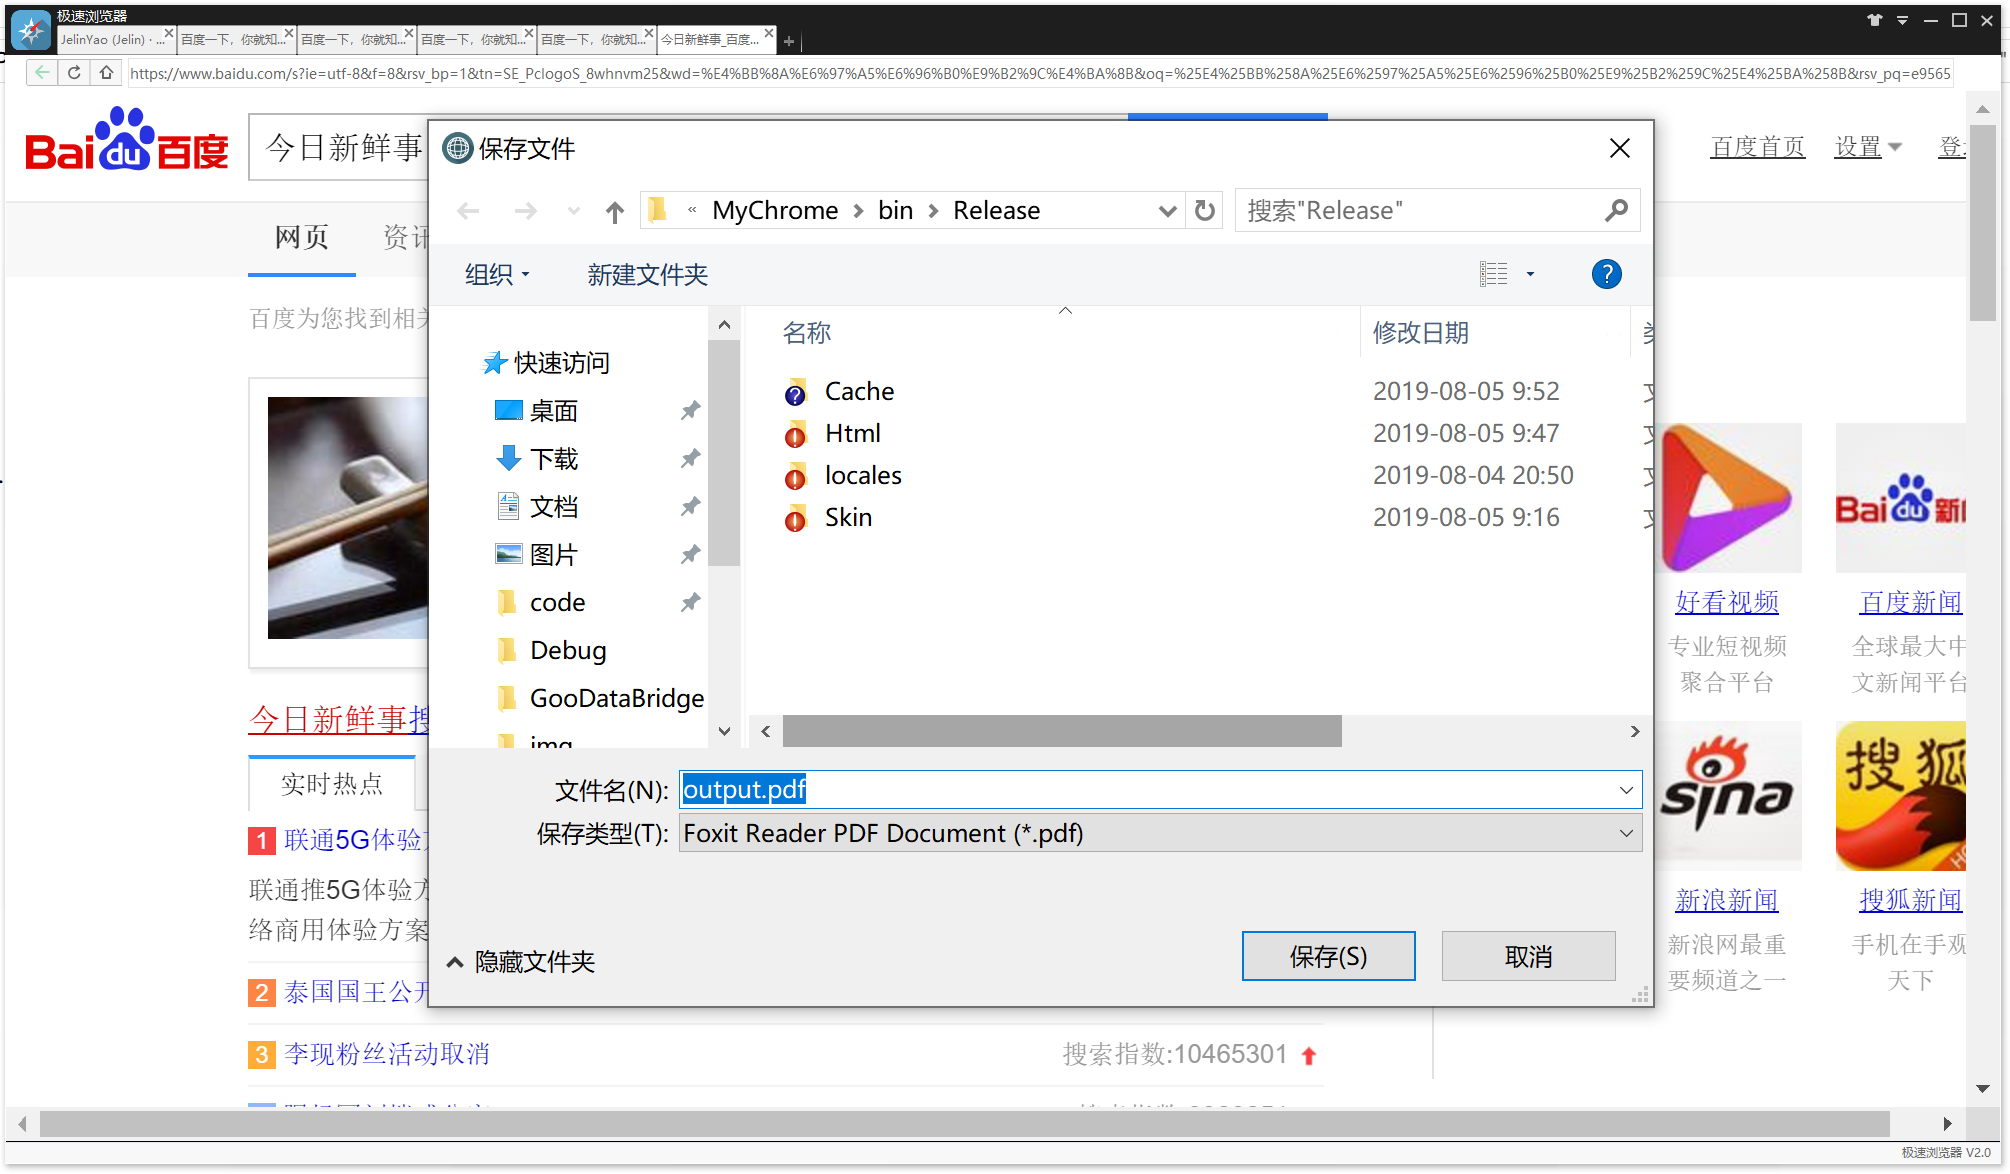 极速浏览器
JelinYao (Jelin) · ...
百度一下，你就知...
百度一下，你就知...
百度一下，你就知...
百度一下，你就知...
今日新鲜事_百度...
https://www.baidu.com/s?ie=utf-8&f=8&rsv_bp=1&tn=SE_PclogoS_8whnvm25&wd=%E4%BB%8A%E6%97%A5%E6%96%B0%E9%B2%9C%E4%BA%8B&oq=%25E4%25BB%258A%25E6%2597%25A5%25E6%2596%25B0%25E9%25B2%259C%25E4%25BA%258B&rsv_pq=e9565
Bai du 百度
今日新鲜事
百度首页
设置
登
网页
资讯
百度为您找到相关
保存文件
« MyChrome > bin > Release
搜索"Release"
组织
新建文件夹
名称
修改日期
快速访问
桌面
下载
文档
图片
code
Debug
GooDataBridge
img
Cache
2019-08-05 9:52
Html
2019-08-05 9:47
locales
2019-08-04 20:50
Skin
2019-08-05 9:16
文件名(N):
output.pdf
保存类型(T):
Foxit Reader PDF Document (*.pdf)
隐藏文件夹
保存(S)
取消
今日新鲜事搜
实时热点
1 联通5G体验方
联通推5G体验方
络商用体验方案
2 泰国国王公开
3 李现粉丝活动取消
搜索指数:10465301
好看视频
专业短视频
聚合平台
Bai du 新闻
百度新闻
全球最大中
文新闻平台
sina
新浪新闻
新浪网最重
要频道之一
搜狐
搜狐新闻
手机在手观
天下
极速浏览器 V2.0